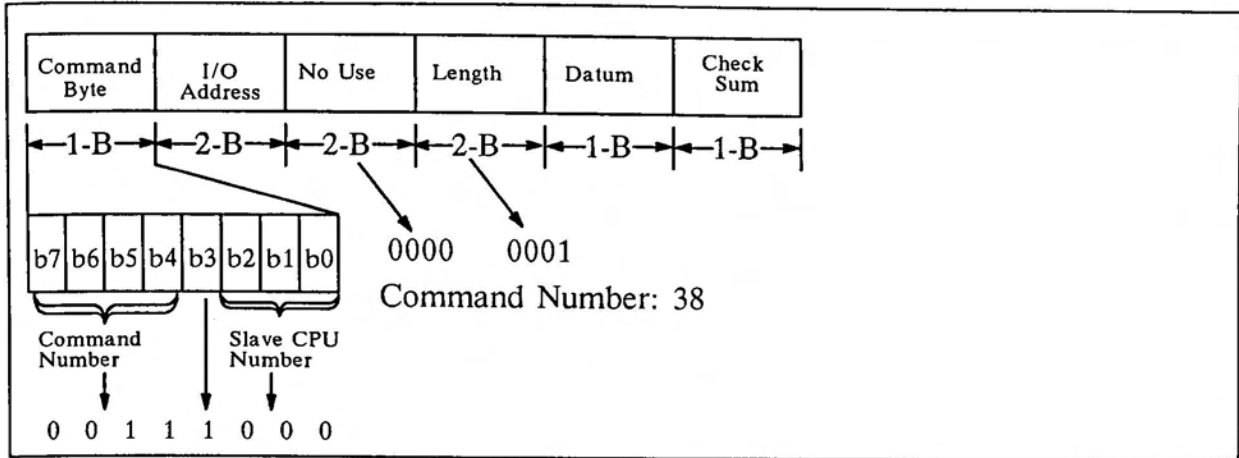 Command Byte
I/O Address
No Use
Length
Datum
Check Sum
1-B
2-B
2-B
2-B
1-B
1-B
b7 b6 b5 b4 b3 b2 b1 b0
0000 0001
Command Number: 38
Command Number
Slave CPU Number
0 0 1 1 1 0 0 0